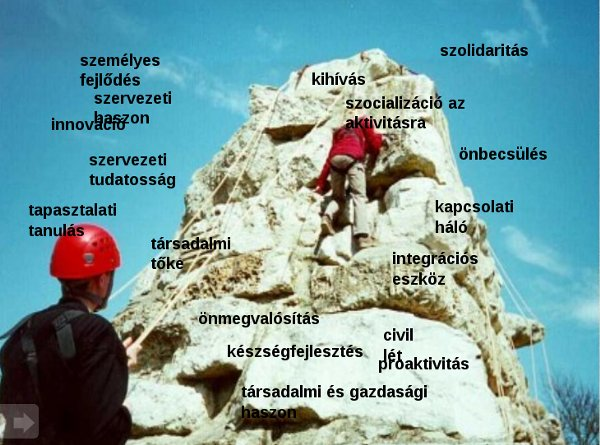 szolidaritás
személyes
fejlődés
kihívás
szervezeti
haszon
szocializáció az
aktivitásra
innováció
szervezeti
tudatosság
önbecsülés
tapasztalati
tanulás
kapcsolati
háló
társadalmi
tőke
integrációs
eszköz
önmegvalósítás
civil
lét
készségfejlesztés
proaktivitás
társadalmi és gazdasági
haszon